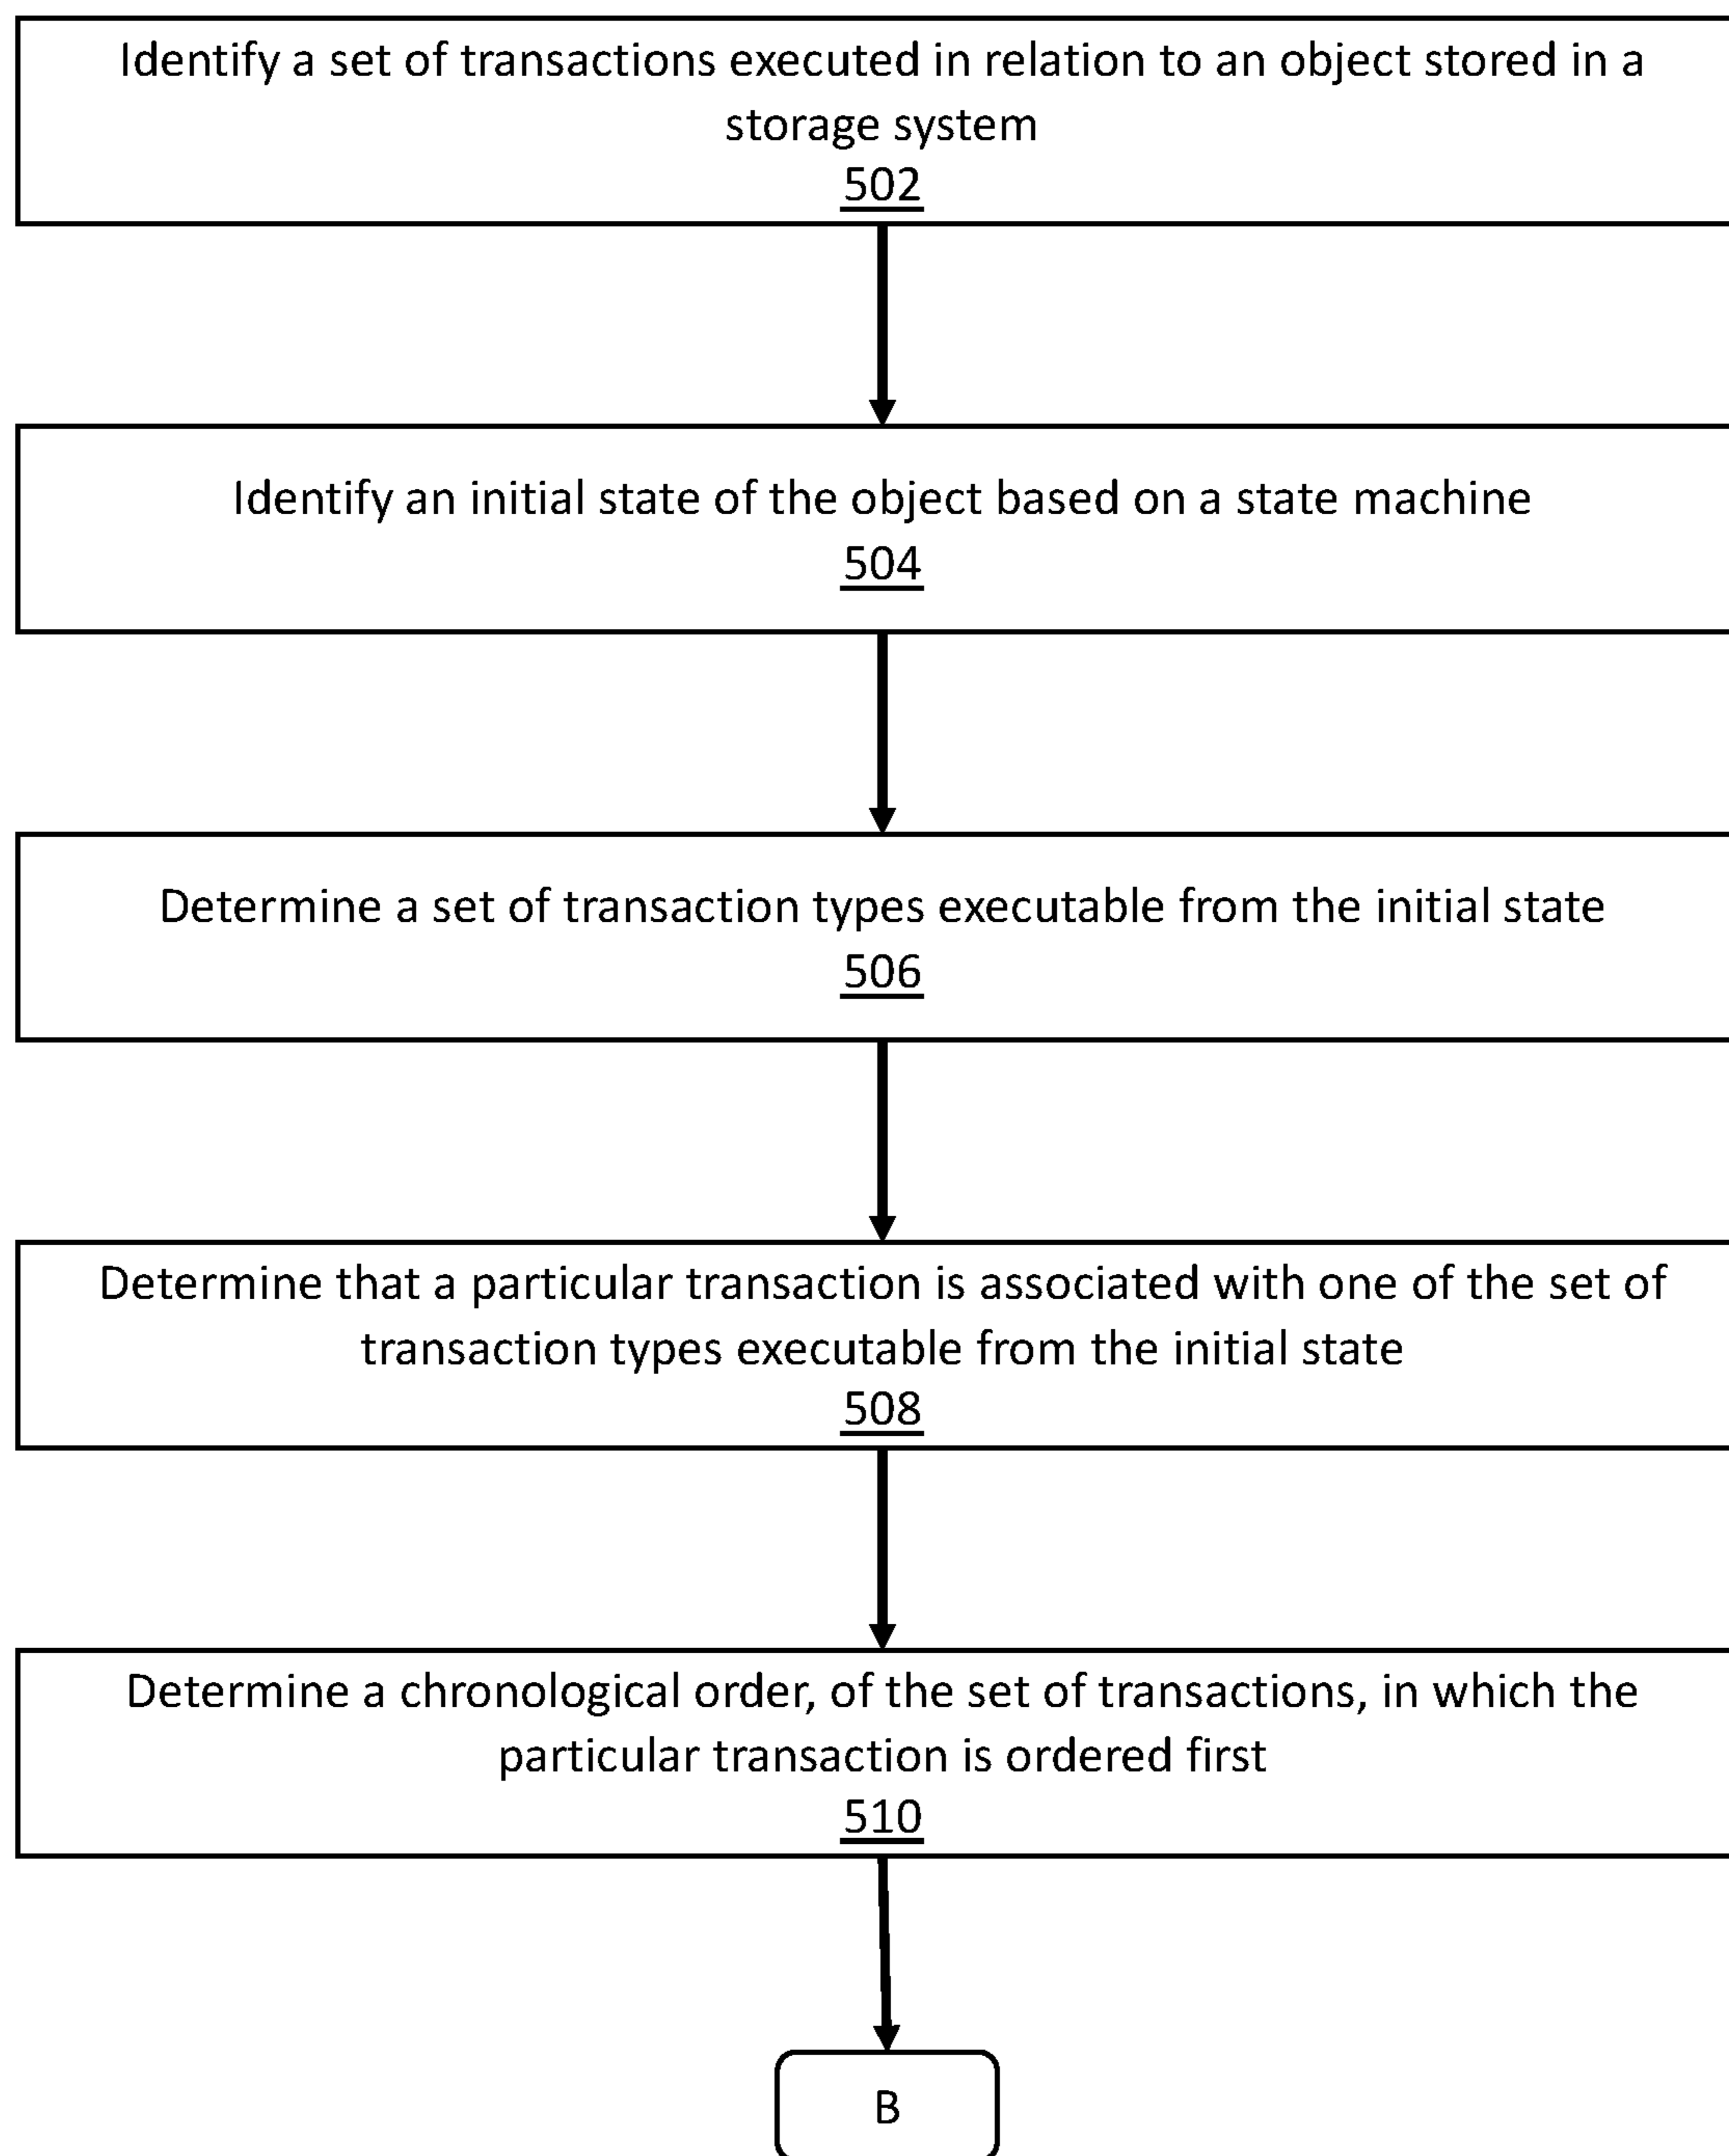 Identify a set of transactions executed in relation to an object stored in a
storage system
502
Identify an initial state of the object based on a state machine
504
Determine a set of transaction types executable from the initial state
506
Determine that a particular transaction is associated with one of the set of
transaction types executable from the initial state
508
Determine a chronological order, of the set of transactions, in which the
particular transaction is ordered first
510
B